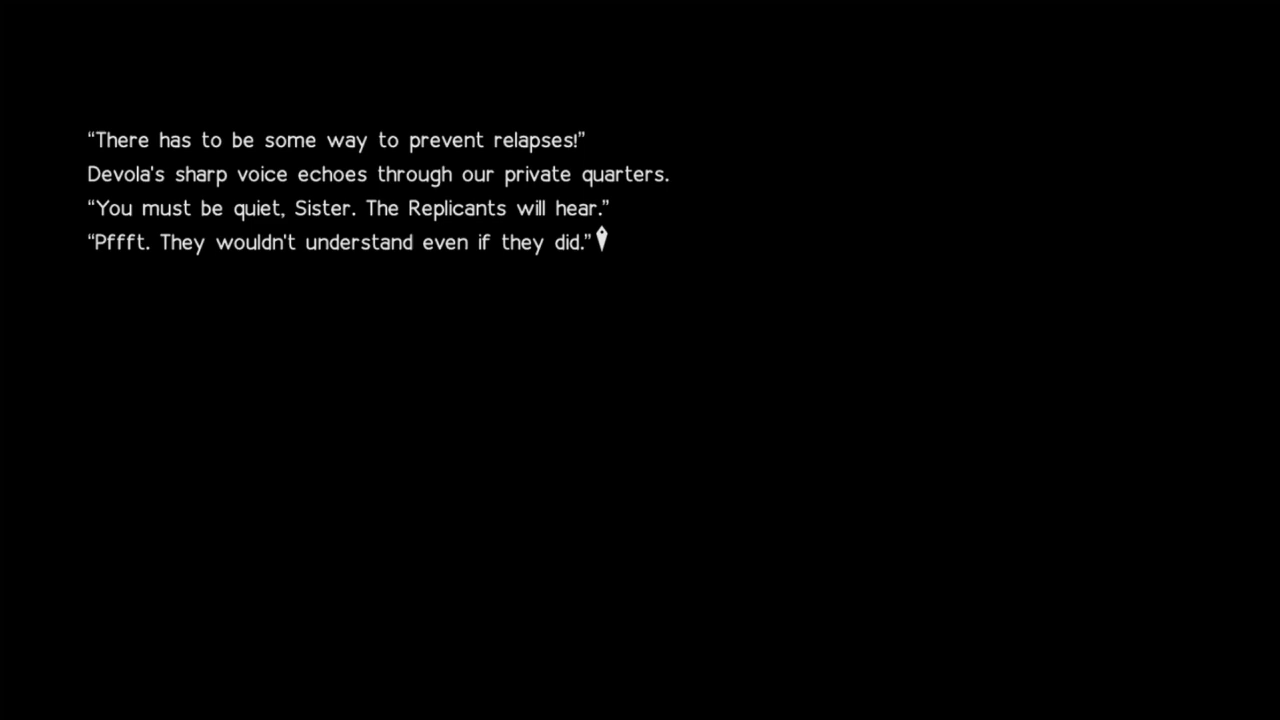 “There has to be some way to prevent relapses!”
Devola's sharp voice echoes through our private quarters.
“You must be quiet, Sister. The Replicants will hear.”
“Pffft. They wouldn't understand even if they did.”